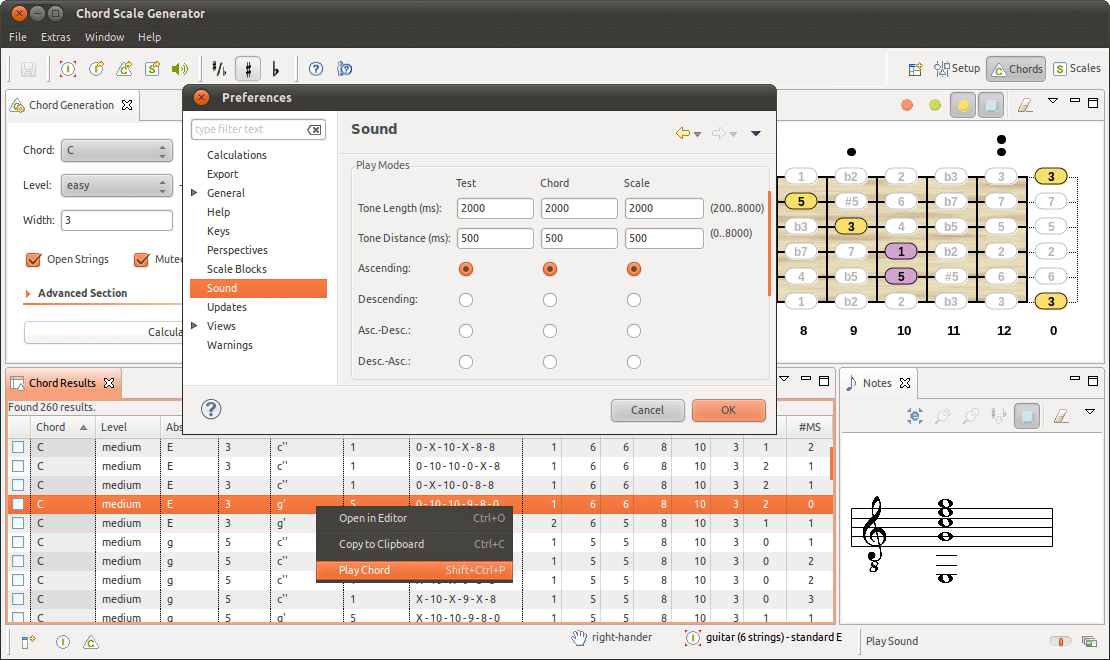 Chord Scale Generator
File Extras Window Help
Setup Chords Scales
Chord Generation
Chord: C
Level: easy
Width: 3
Open Strings Muted
Advanced Section
Preferences
type filter text
Calculations
Export
General
Help
Keys
Perspectives
Scale Blocks
Sound
Updates
Views
Warnings
Sound
Play Modes
Test Chord Scale
Tone Length (ms): 2000 2000 2000 (200..8000)
Tone Distance (ms): 500 500 500 (0..8000)
Ascending:
Descending:
Asc.-Desc.:
Desc.-Asc.:
Cancel OK
1 b2 2 b3 3 3
5 #5 6 b7 7 7
b3 3 4 b5 5 5
b7 7 1 b2 2 2
4 b5 5 #5 6 6
1 b2 2 b3 3 3
8 9 10 11 12 0
Chord Results
Found 260 results.
Chord Level Abs #MS
C medium E 3 c'' 1 0-X-10-X-8-8 1 6 6 8 10 3 1 2
C medium E 3 c'' 1 0-10-10-0-X-8 1 6 6 8 10 3 2 1
C medium E 3 c'' 1 0-10-X-0-8-8 1 6 6 8 10 3 2 1
C medium E 3 g' 5 0-10-10-9-8-0 1 6 6 8 10 3 2 0
C medium E 3 g' 2 6 5 8 10 3 1 1
C medium g 5 c'' 1 5 5 8 10 3 0 1
C medium g 5 c'' 1 5 5 8 10 3 0 2
C medium g 5 c'' 1 5 5 8 10 3 0 2
C medium g 5 c'' 1 X-10-X-9-X-8 1 5 5 8 10 3 0 3
C medium g 5 g' 5 X-10-10-9-8-0 1 5 5 8 10 3 1 1
Open in Editor Ctrl+O
Copy to Clipboard Ctrl+C
Play Chord Shift+Ctrl+P
Notes
8
right-hander guitar (6 strings) - standard E Play Sound